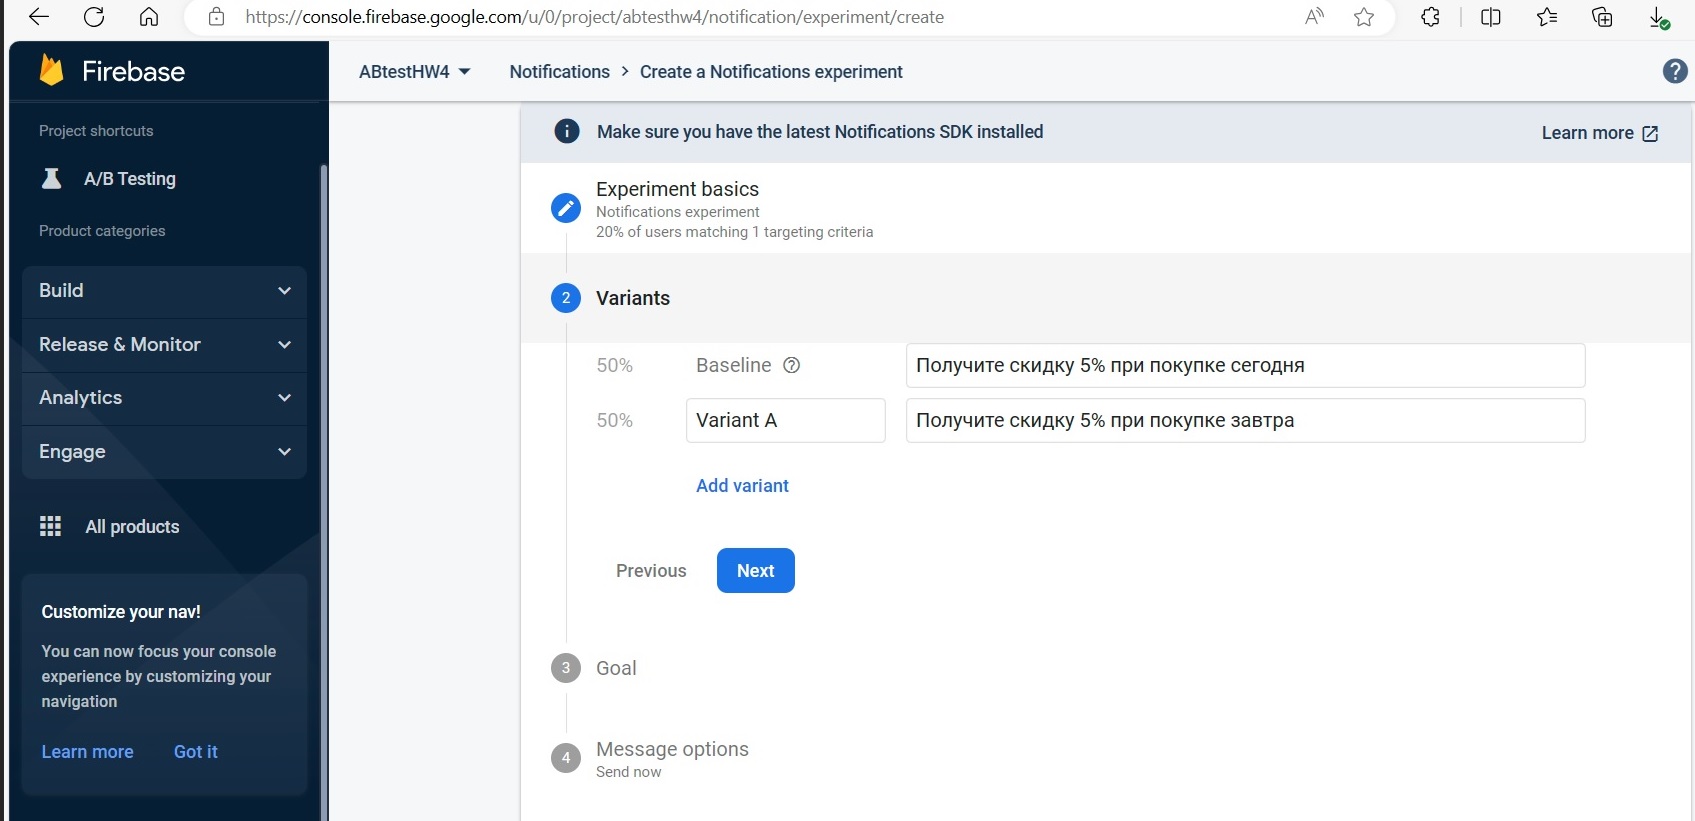 https://console.firebase.google.com/u/0/project/abtesthw4/notification/experiment/create
Firebase
ABtestHW4
Notifications > Create a Notifications experiment
Project shortcuts
A/B Testing
Product categories
Build
Release & Monitor
Analytics
Engage
All products
Customize your nav!
You can now focus your console
experience by customizing your
navigation
Learn more Got it
Make sure you have the latest Notifications SDK installed
Learn more
Experiment basics
Notifications experiment
20% of users matching 1 targeting criteria
2 Variants
50% Baseline Получите скидку 5% при покупке сегодня
50% Variant A Получите скидку 5% при покупке завтра
Add variant
Previous Next
3 Goal
4 Message options
Send now